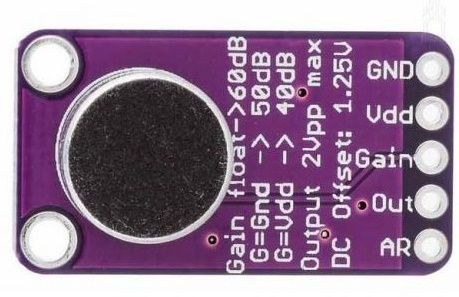 Gain float->60dB
G=Gnd -> 50dB
G=Vdd -> 40dB
Output 2Vpp max
DC Offset: 1.25V
GND
Vdd
Gain
Out
AR